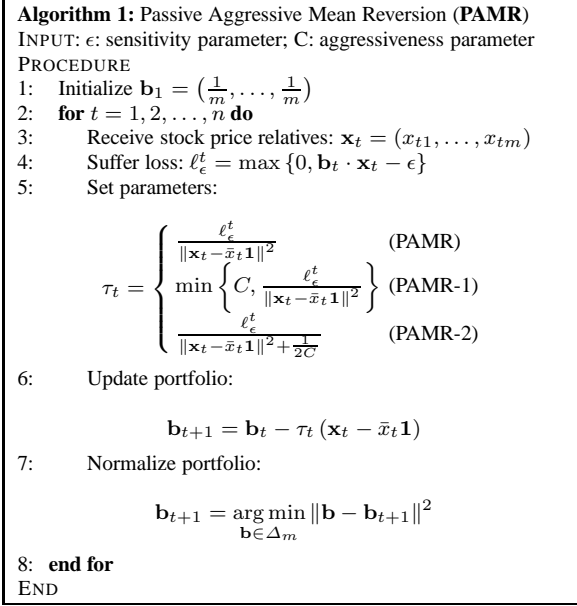 Algorithm 1: Passive Aggressive Mean Reversion (PAMR)
INPUT: ϵ: sensitivity parameter; C: aggressiveness parameter
PROCEDURE
1: Initialize b₁ = (1/m, . . . , 1/m)
2: for t = 1, 2, . . . , n do
3: Receive stock price relatives: xₜ = (xₜ₁, . . . , xₜₘ)
4: Suffer loss: ℓ_ϵ^t = max {0, bₜ · xₜ − ϵ}
5: Set parameters:
τₜ = { ℓ_ϵ^t / ‖xₜ − x̄ₜ1‖² (PAMR)
min { C, ℓ_ϵ^t / ‖xₜ − x̄ₜ1‖² } (PAMR-1)
ℓ_ϵ^t / (‖xₜ − x̄ₜ1‖² + 1/2C) (PAMR-2)
6: Update portfolio:
bₜ₊₁ = bₜ − τₜ (xₜ − x̄ₜ1)
7: Normalize portfolio:
bₜ₊₁ = arg min ‖b − bₜ₊₁‖²
b∈Δₘ
8: end for
END